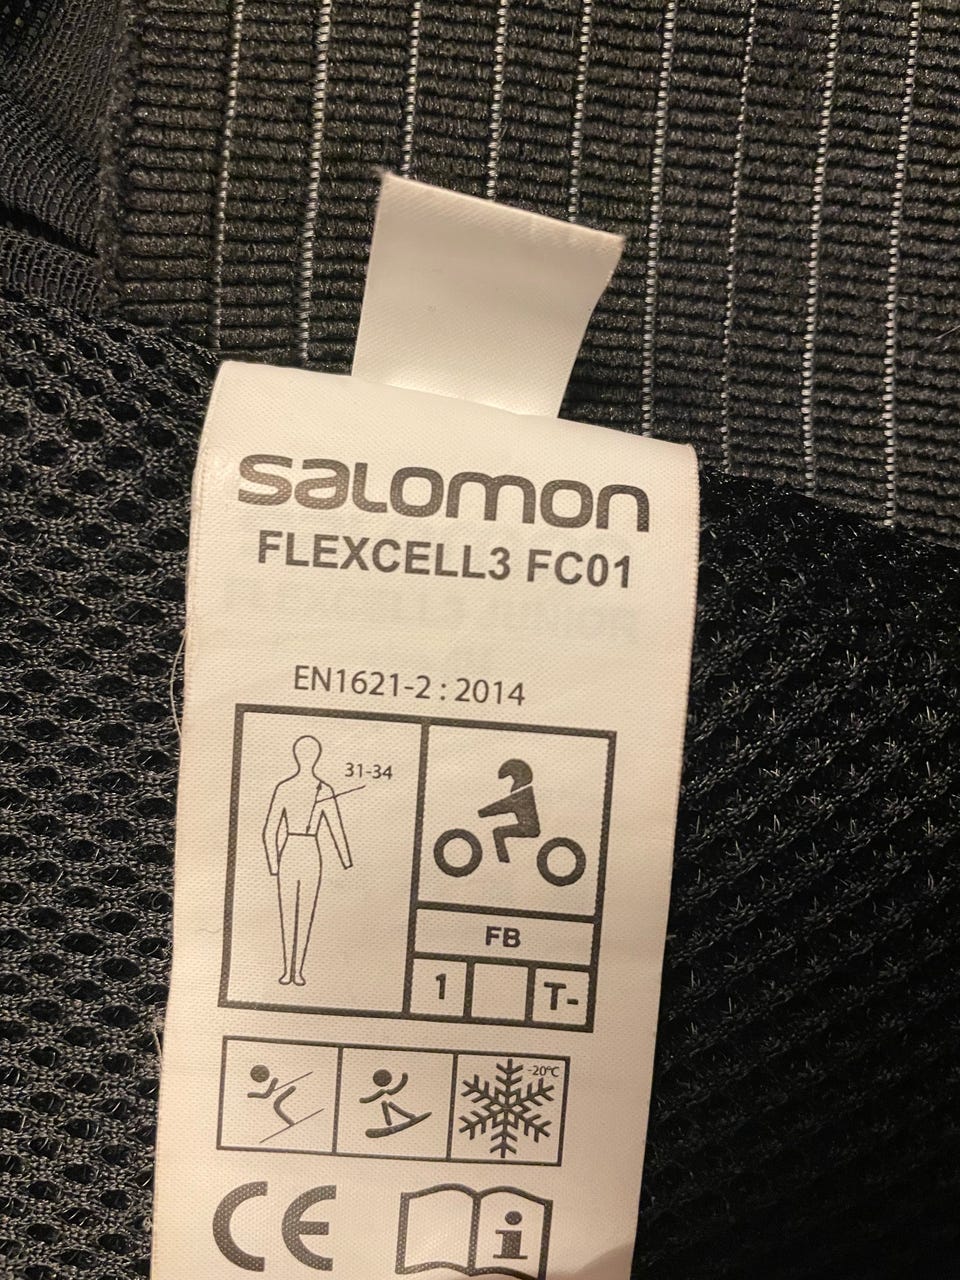 SALOMON
FLEXCELL3 FC01
EN1621-2 : 2014
31-34
FB
1 T-
-20°C
CE
i